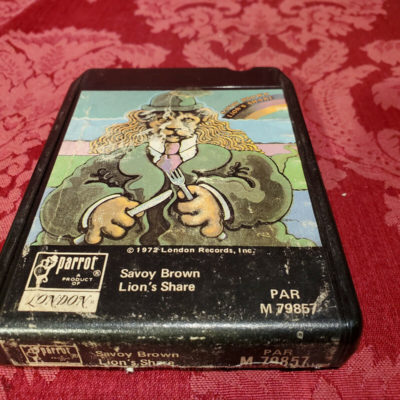 © 1972 London Records, Inc.
parrot ®
A
PRODUCT
OF
LONDON
Savoy Brown
Lion's Share
PAR
M 79857
parrot
Savoy Brown
Lion's Share
PAR
M 79857